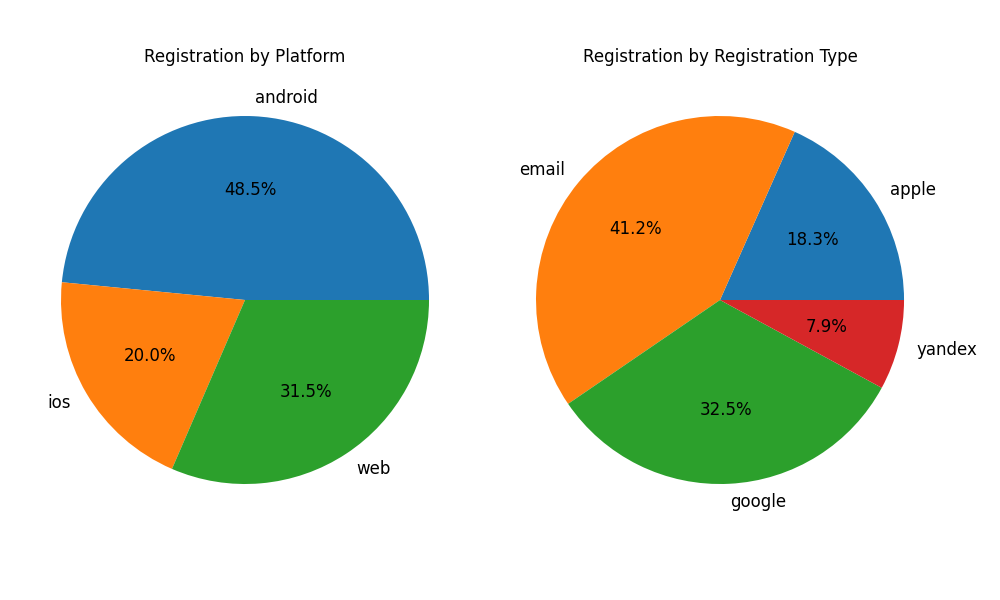 Registration by Platform
android
48.5%
20.0%
ios
31.5%
web
Registration by Registration Type
email
apple
41.2%
18.3%
7.9%
yandex
32.5%
google